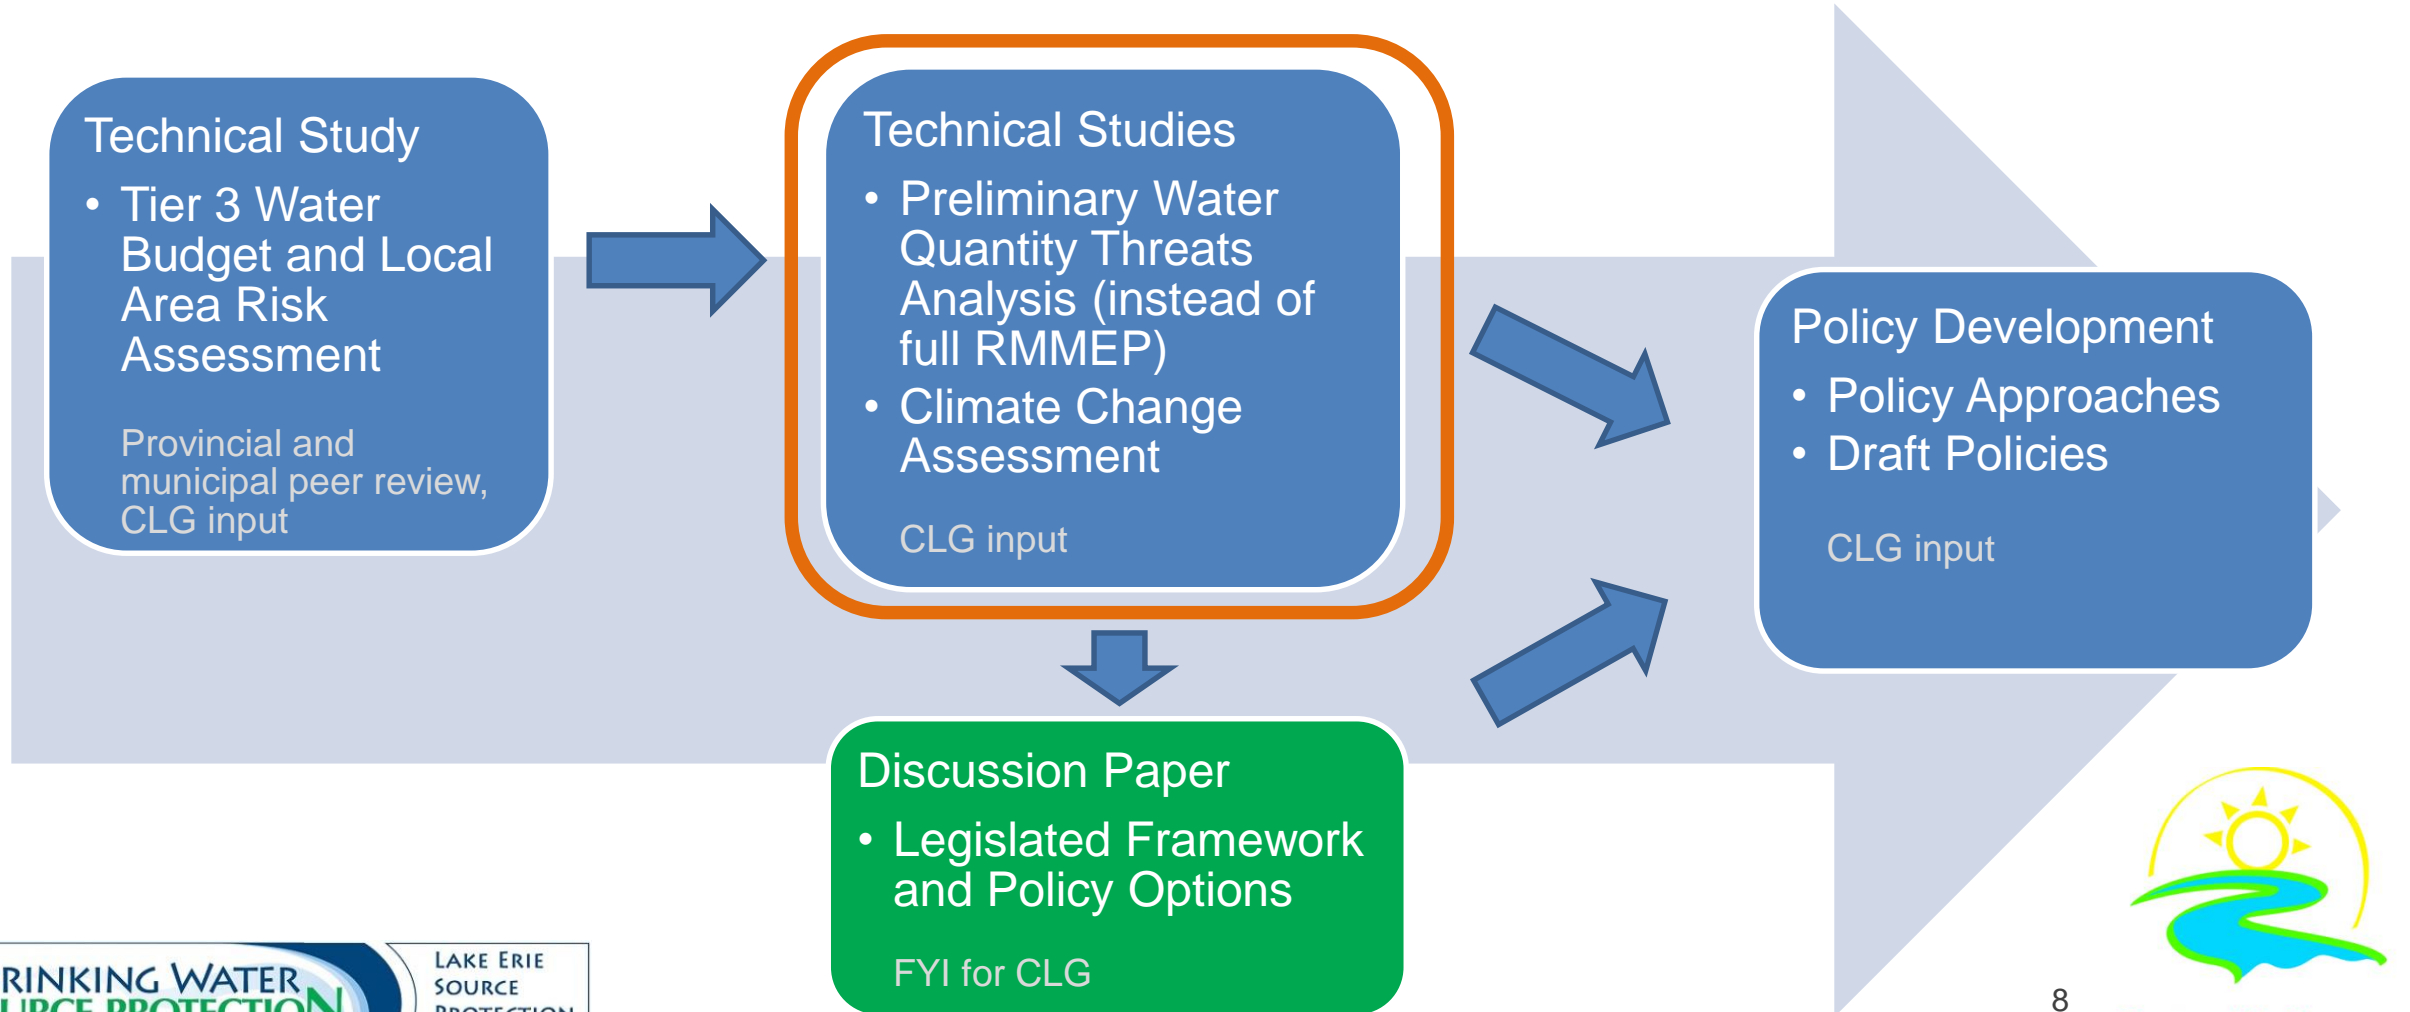 Technical Study
• Tier 3 Water
Budget and Local
Area Risk
Assessment
Provincial and
municipal peer review,
CLG input
Technical Studies
• Preliminary Water
Quantity Threats
Analysis (instead of
full RMMEP)
• Climate Change
Assessment
CLG input
Discussion Paper
• Legislated Framework
and Policy Options
FYI for CLG
Policy Development
• Policy Approaches
• Draft Policies
CLG input
RINKING WATER
URCE PROTECTION
LAKE ERIE
SOURCE
PROTECTION
8